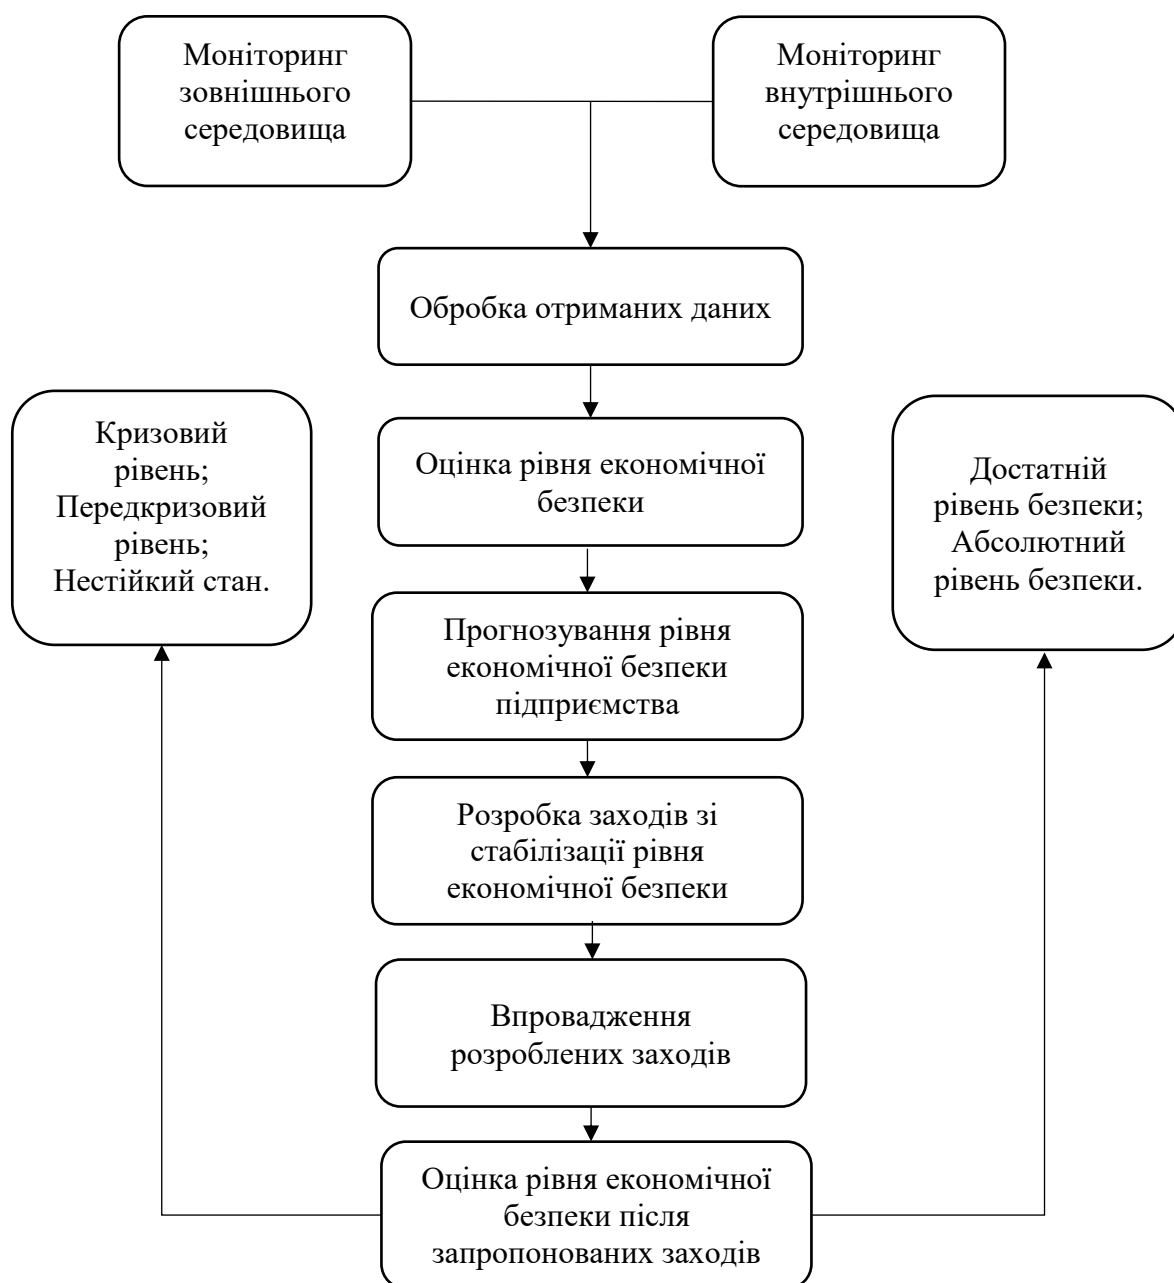 Моніторинг
зовнішнього
середовища
Моніторинг
внутрішнього
середовища
Обробка отриманих даних
Кризовий
рівень;
Передкризовий
рівень;
Нестійкий стан.
Оцінка рівня економічної
безпеки
Достатній
рівень безпеки;
Абсолютний
рівень безпеки.
Прогнозування рівня
економічної безпеки
підприємства
Розробка заходів зі
стабілізації рівня
економічної безпеки
Впровадження
розроблених заходів
Оцінка рівня економічної
безпеки після
запропонованих заходів